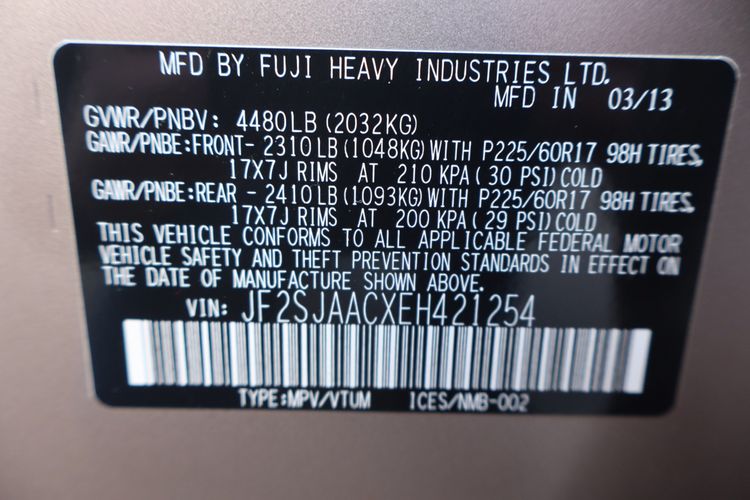 MFD BY FUJI HEAVY INDUSTRIES LTD.
MFD IN 03/13
GVWR/PNBV: 4480LB (2032KG)
GAWR/PNBE:FRONT- 2310 LB (1048KG) WITH P225/60R17 98H TIRES,
17X7J RIMS AT 210 KPA ( 30 PSI) COLD
GAWR/PNBE:REAR - 2410 LB (1093KG) WITH P225/60R17 98H TIRES,
17X7J RIMS AT 200 KPA ( 29 PSI) COLD
THIS VEHICLE CONFORMS TO ALL APPLICABLE FEDERAL MOTOR
VEHICLE SAFETY AND THEFT PREVENTION STANDARDS IN EFFECT ON
THE DATE OF MANUFACTURE SHOWN ABOVE.
VIN: JF2SJAACXEH421254
TYPE:MPV/VTUM ICES/NMB-002